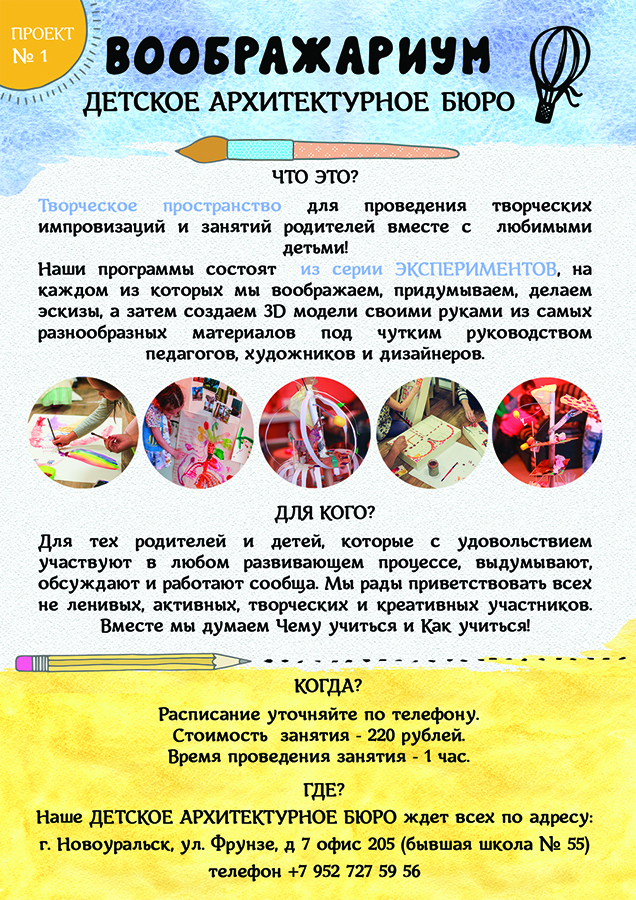 ПРОЕКТ
№ 1
ВООБРАЖАРИУМ
ДЕТСКОЕ АРХИТЕКТУРНОЕ БЮРО
ЧТО ЭТО?
Творческое пространство для проведения творческих
импровизаций и занятий родителей вместе с любимыми
детьми!
Наши программы состоят из серии ЭКСПЕРИМЕНТОВ, на
каждом из которых мы воображаем, придумываем, делаем
эскизы, а затем создаем 3D модели своими руками из самых
разнообразных материалов под чутким руководством
педагогов, художников и дизайнеров.
ДЛЯ КОГО?
Для тех родителей и детей, которые с удовольствием
участвуют в любом развивающем процессе, выдумывают,
обсуждают и работают сообща. Мы рады приветствовать всех
не ленивых, активных, творческих и креативных участников.
Вместе мы думаем Чему учиться и Как учиться!
КОГДА?
Расписание уточняйте по телефону.
Стоимость занятия - 220 рублей.
Время проведения занятия - 1 час.
ГДЕ?
Наше ДЕТСКОЕ АРХИТЕКТУРНОЕ БЮРО ждет всех по адресу:
г. Новоуральск, ул. Фрунзе, д 7 офис 205 (бывшая школа № 55)
телефон +7 952 727 59 56